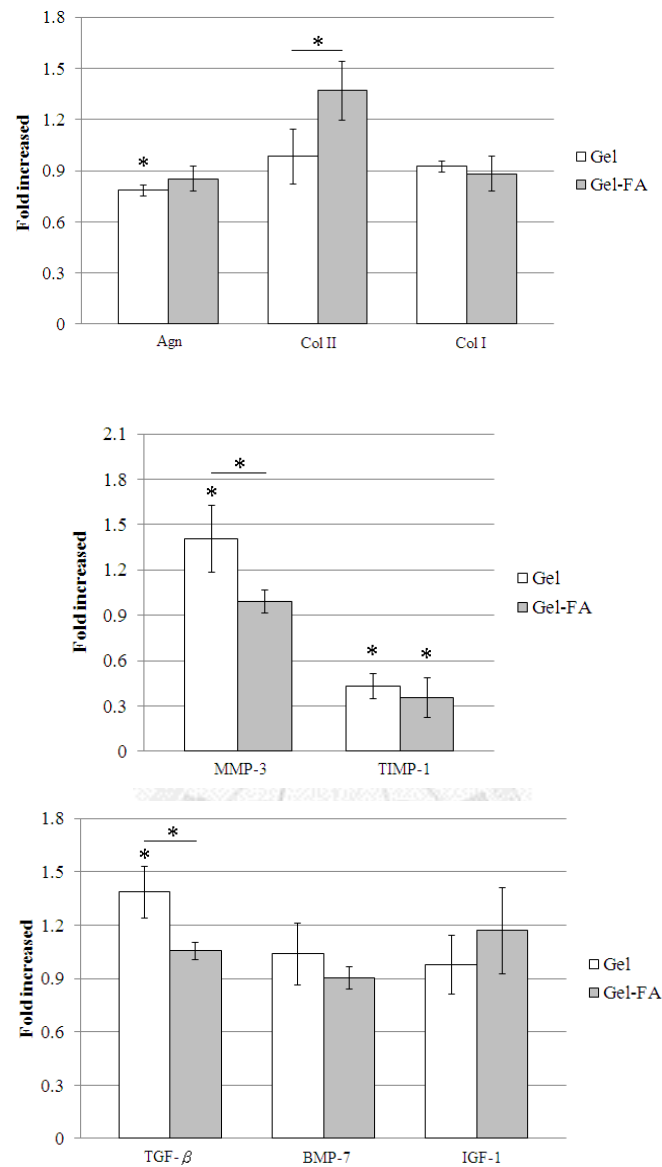 1.8
*
1.5
1.2
*
Gel
0.9
Gel-FA
0.6
0.3
0
Fold increased
Agn Col II Col I
2.1
1.8
*
*
1.5
1.2
Gel
0.9
Gel-FA
*
*
0.6
0.3
0
Fold increased
MMP-3 TIMP-1
1.8
*
*
1.5
1.2
Gel
0.9
Gel-FA
0.6
0.3
0
Fold increased
TGF-β BMP-7 IGF-1